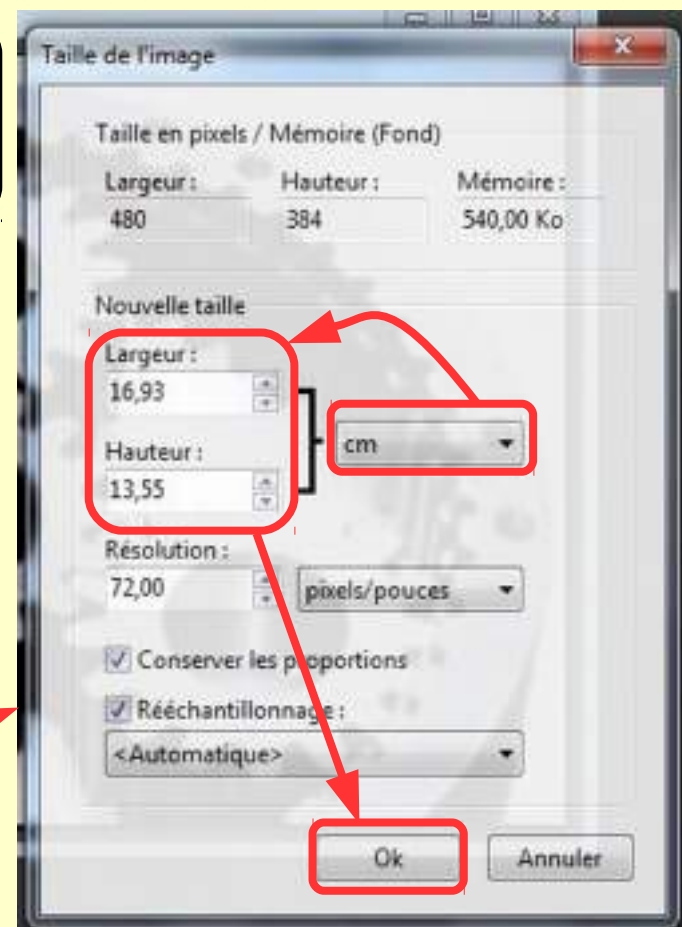 Taille de l'image
Taille en pixels / Mémoire (Fond)
Largeur : Hauteur : Mémoire :
480 384 540,00 Ko
Nouvelle taille
Largeur :
16,93
cm
Hauteur :
13,55
Résolution :
72,00 pixels/pouces
Conserver les proportions
Rééchantillonnage :
<Automatique>
Ok Annuler